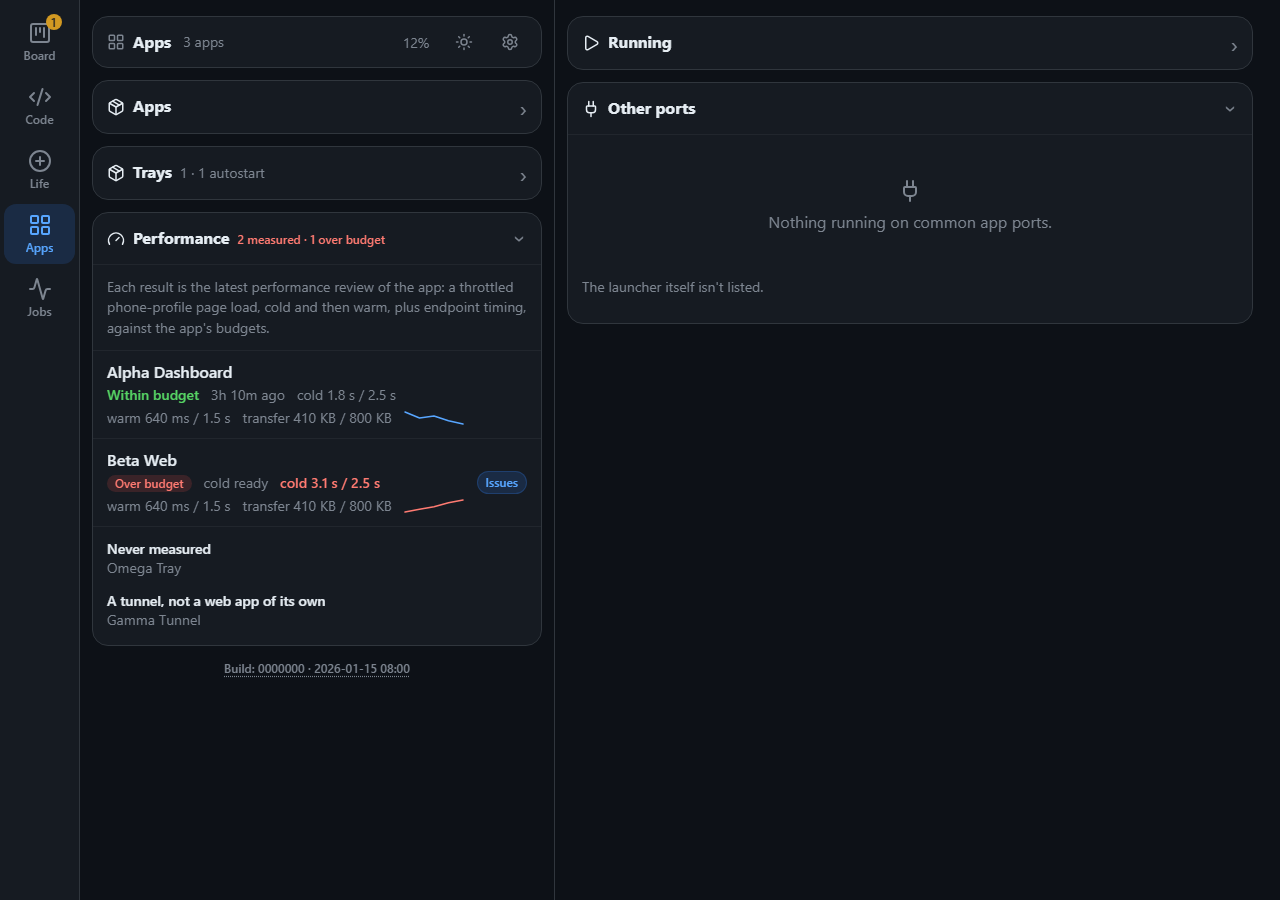 1
Board
Code
Life
Apps
Jobs
Apps 3 apps 12%
Apps
Trays 1 · 1 autostart
Performance 2 measured · 1 over budget
Each result is the latest performance review of the app: a throttled
phone-profile page load, cold and then warm, plus endpoint timing,
against the app's budgets.
Alpha Dashboard
Within budget 3h 10m ago cold 1.8 s / 2.5 s
warm 640 ms / 1.5 s transfer 410 KB / 800 KB
Beta Web
Over budget cold ready cold 3.1 s / 2.5 s Issues
warm 640 ms / 1.5 s transfer 410 KB / 800 KB
Never measured
Omega Tray
A tunnel, not a web app of its own
Gamma Tunnel
Build: 0000000 · 2026-01-15 08:00
Running
Other ports
Nothing running on common app ports.
The launcher itself isn't listed.